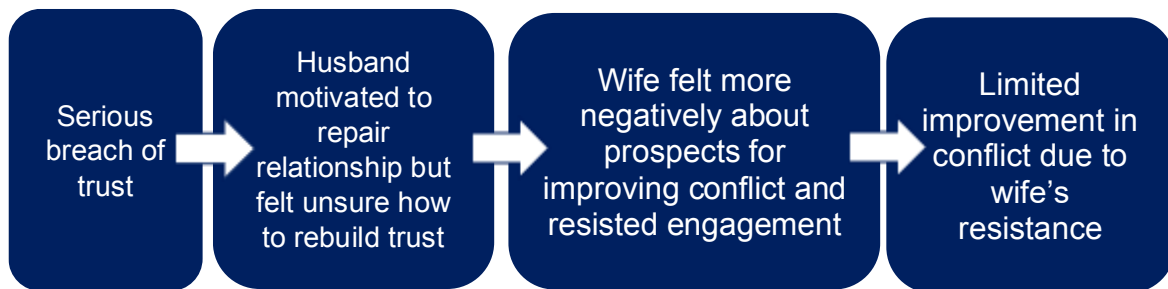 Serious
breach of
trust
Husband
motivated to
repair
relationship but
felt unsure how
to rebuild trust
Wife felt more
negatively about
prospects for
improving conflict and
resisted engagement
Limited
improvement in
conflict due to
wife’s
resistance